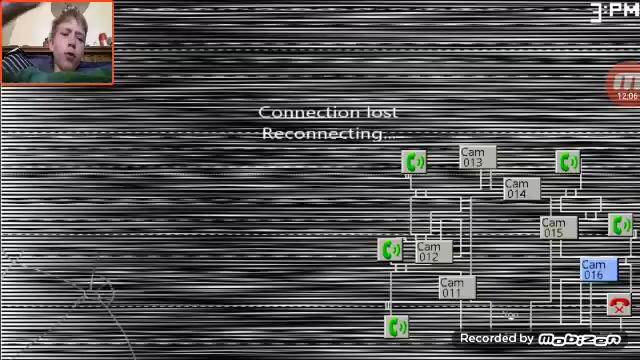 3:PM
12:06
Connection lost
Reconnecting...
Cam
013
Cam
014
Cam
015
Cam
012
Cam
016
Cam
011
You
Recorded by mobizen